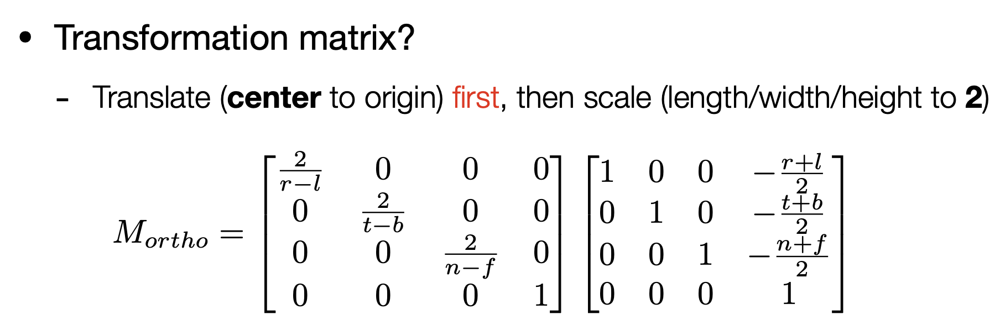 • Transformation matrix?
- Translate (center to origin) first, then scale (length/width/height to 2)
$M_{ortho} = \begin{bmatrix} \frac{2}{r-l} & 0 & 0 & 0 \\ 0 & \frac{2}{t-b} & 0 & 0 \\ 0 & 0 & \frac{2}{n-f} & 0 \\ 0 & 0 & 0 & 1 \end{bmatrix} \begin{bmatrix} 1 & 0 & 0 & -\frac{r+l}{2} \\ 0 & 1 & 0 & -\frac{t+b}{2} \\ 0 & 0 & 1 & -\frac{n+f}{2} \\ 0 & 0 & 0 & 1 \end{bmatrix}$